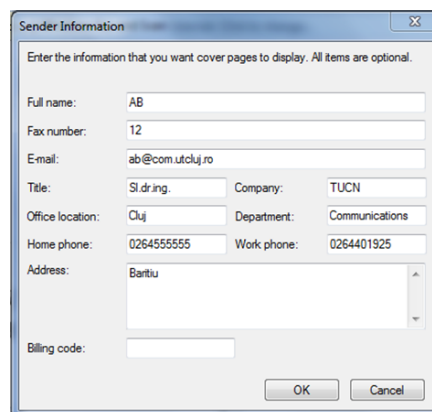 Sender Information
Enter the information that you want cover pages to display. All items are optional.
Full name: AB
Fax number: 12
E-mail: ab@com.utcluj.ro
Title: Sl.dr.ing. Company: TUCN
Office location: Cluj Department: Communications
Home phone: 0264555555 Work phone: 0264401925
Address: Baritiu
Billing code:
OK Cancel